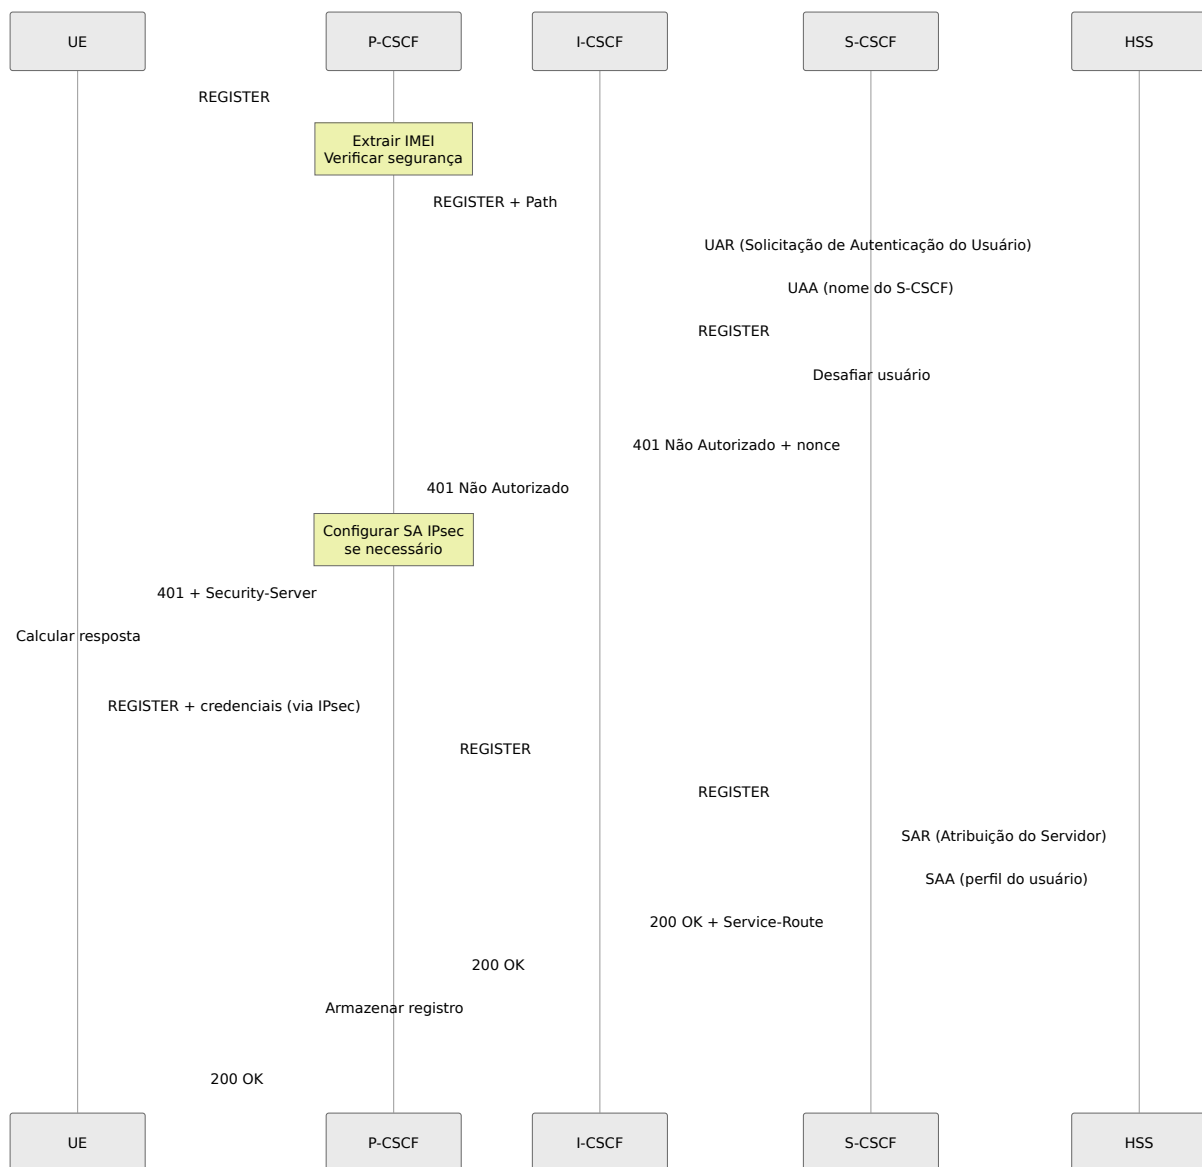 UE
P-CSCF
I-CSCF
S-CSCF
HSS
REGISTER
Extrair IMEI
Verificar segurança
REGISTER + Path
UAR (Solicitação de Autenticação do Usuário)
UAA (nome do S-CSCF)
REGISTER
Desafiar usuário
401 Não Autorizado + nonce
401 Não Autorizado
Configurar SA IPsec
se necessário
401 + Security-Server
Calcular resposta
REGISTER + credenciais (via IPsec)
REGISTER
REGISTER
SAR (Atribuição do Servidor)
SAA (perfil do usuário)
200 OK + Service-Route
200 OK
Armazenar registro
200 OK
UE
P-CSCF
I-CSCF
S-CSCF
HSS